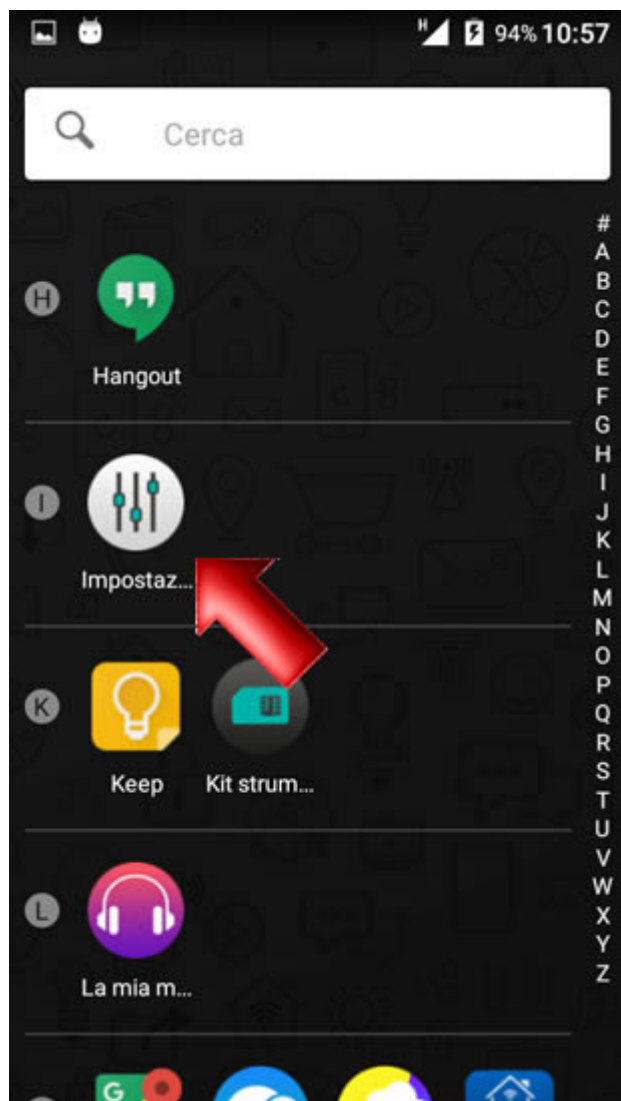 H 94% 10:57
Cerca
H
Hangout
I
Impostaz...
K
Keep
Kit strum...
L
La mia m...
G
#
A
B
C
D
E
F
G
H
I
J
K
L
M
N
O
P
Q
R
S
T
U
V
W
X
Y
Z